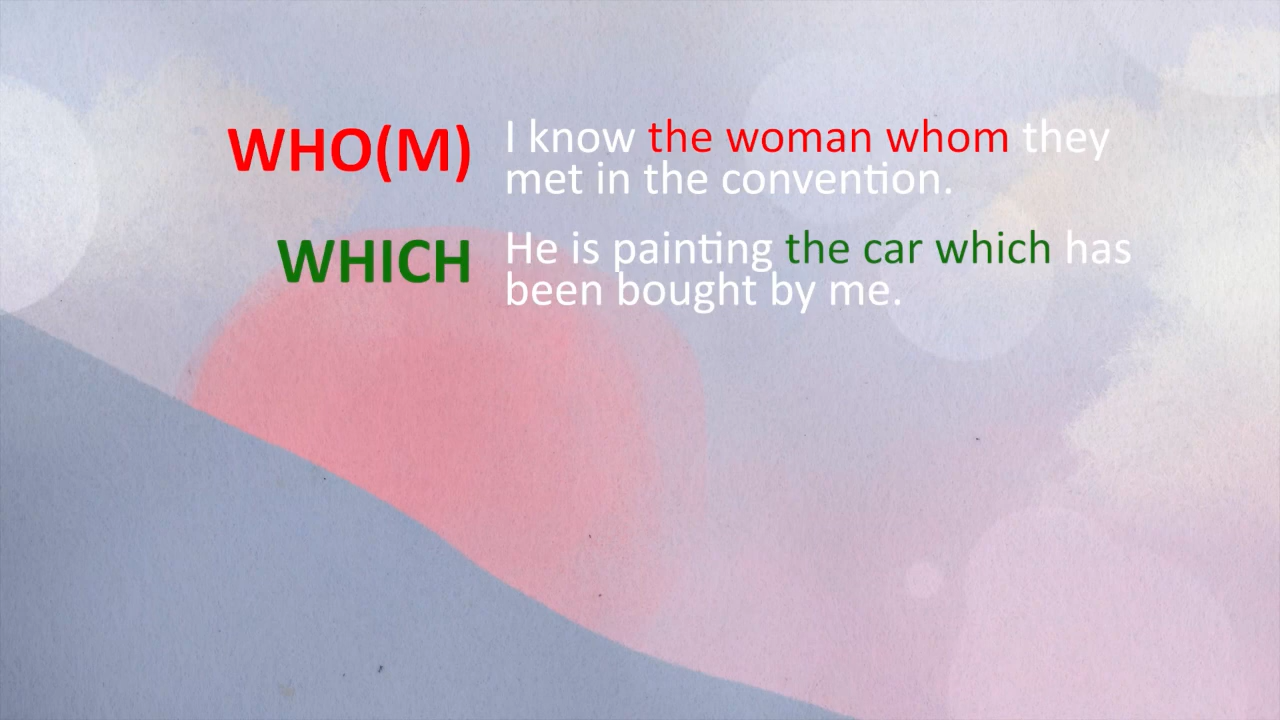 WHO(M) I know the woman whom they
met in the convention.
WHICH He is painting the car which has
been bought by me.